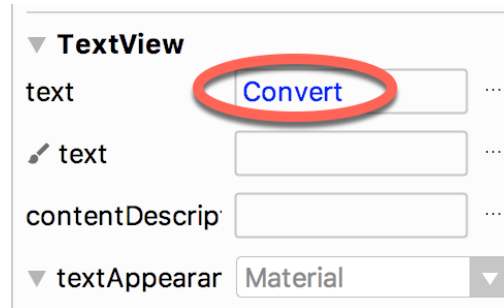 TextView
text Convert ...
text ...
contentDescrip ...
textAppearar Material